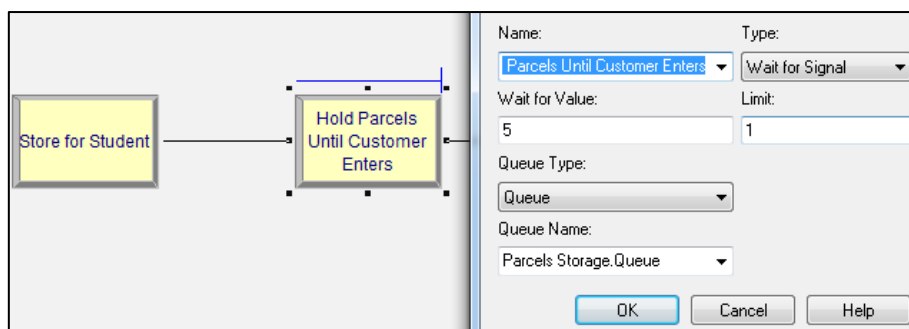 Store for Student
Hold Parcels
Until Customer
Enters
Name:
Type:
Parcels Until Customer Enters
Wait for Signal
Wait for Value:
Limit:
5
1
Queue Type:
Queue
Queue Name:
Parcels Storage.Queue
OK
Cancel
Help